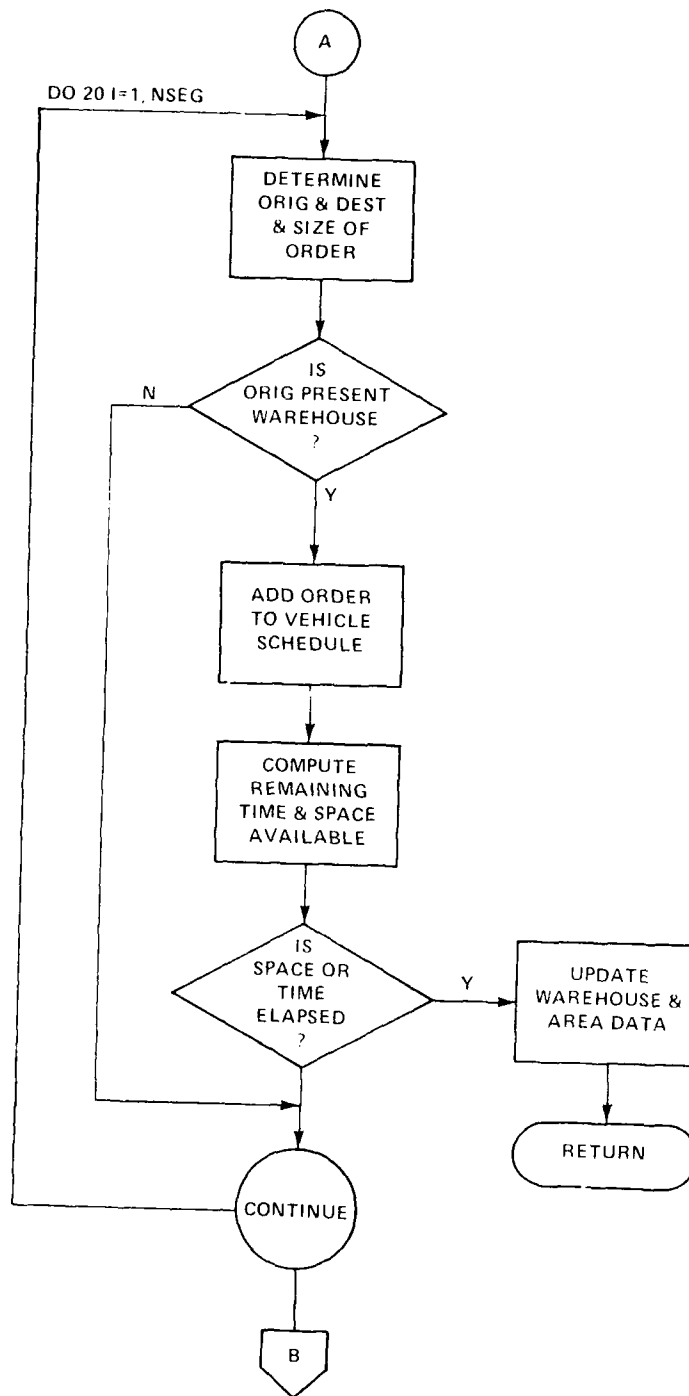 A
DO 20 I=1, NSEG
DETERMINE
ORIG & DEST
& SIZE OF
ORDER
IS
ORIG PRESENT
WAREHOUSE
?
N
Y
ADD ORDER
TO VEHICLE
SCHEDULE
COMPUTE
REMAINING
TIME & SPACE
AVAILABLE
IS
SPACE OR
TIME
ELAPSED
?
Y
UPDATE
WAREHOUSE &
AREA DATA
RETURN
CONTINUE
B